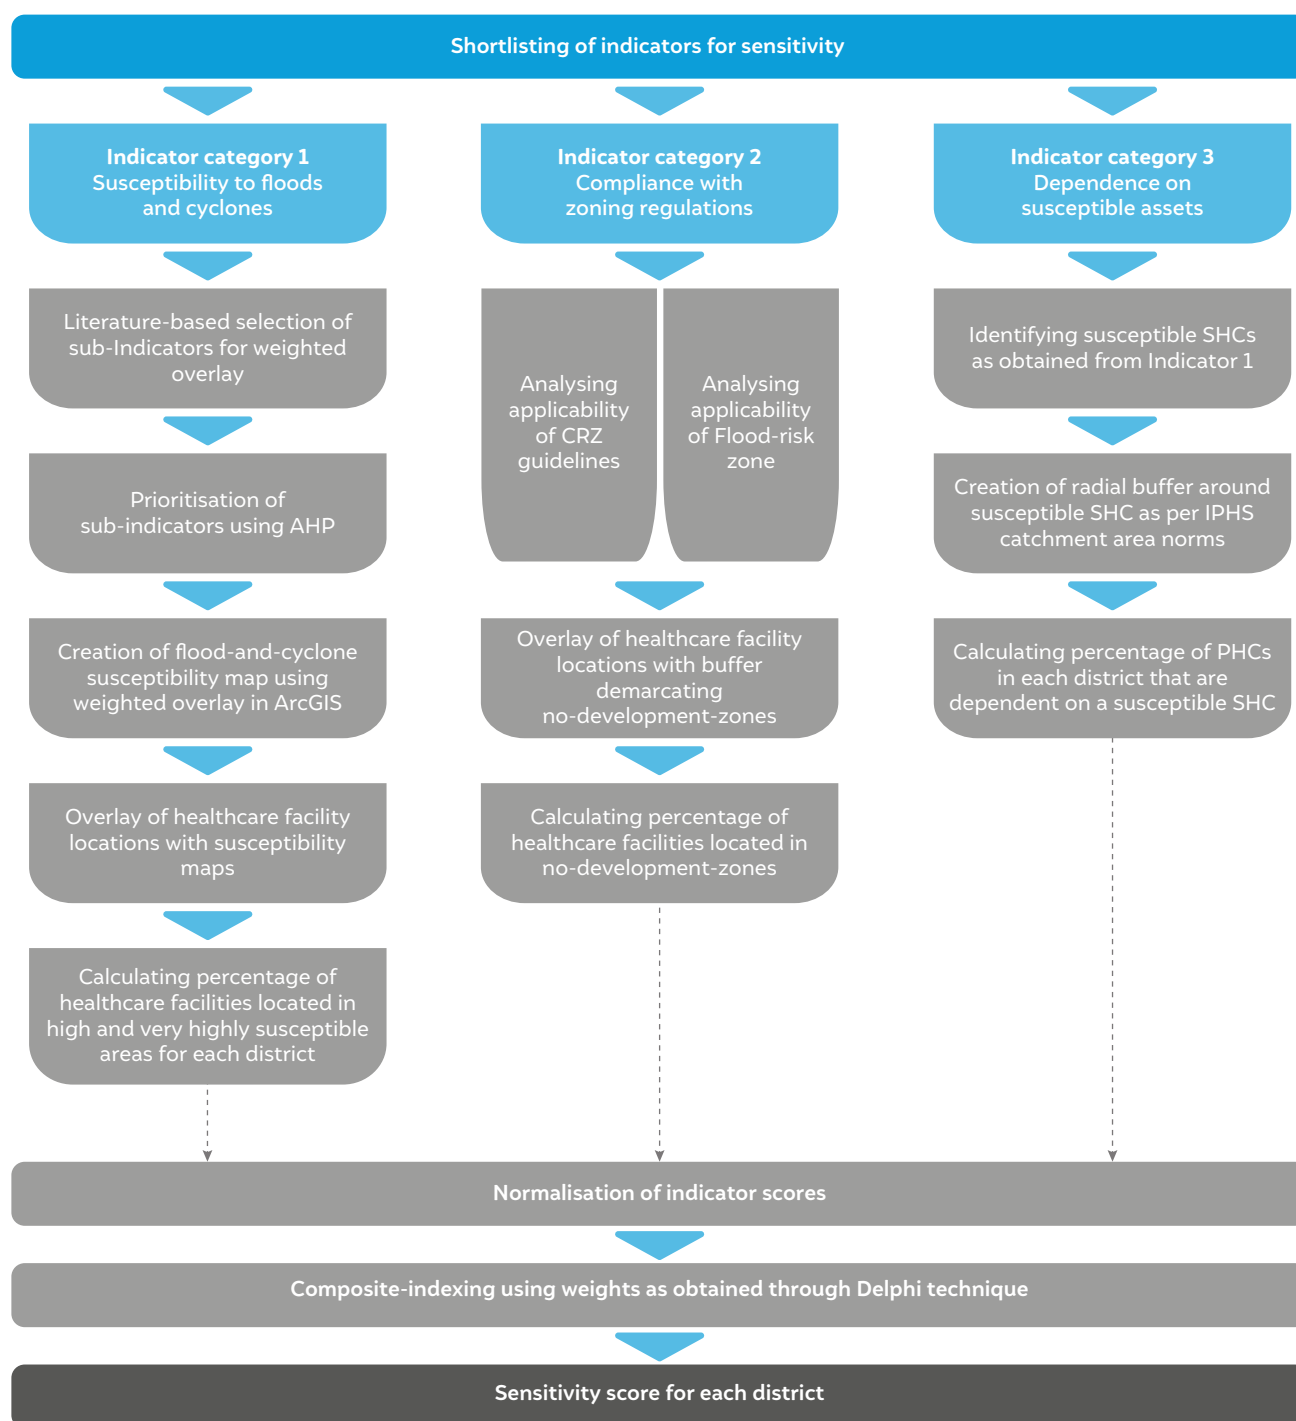 Shortlisting of indicators for sensitivity
Indicator category 1
Susceptibility to floods
and cyclones
Literature-based selection of
sub-Indicators for weighted
overlay
Prioritisation of
sub-indicators using AHP
Creation of flood-and-cyclone
susceptibility map using
weighted overlay in ArcGIS
Overlay of healthcare facility
locations with susceptibility
maps
Calculating percentage of
healthcare facilities located in
high and very highly susceptible
areas for each district
Indicator category 2
Compliance with
zoning regulations
Analysing
applicability
of CRZ
guidelines
Analysing
applicability
of Flood-risk
zone
Overlay of healthcare facility
locations with buffer
demarcating
no-development-zones
Calculating percentage of
healthcare facilities located in
no-development-zones
Indicator category 3
Dependence on
susceptible assets
Identifying susceptible SHCs
as obtained from Indicator 1
Creation of radial buffer around
susceptible SHC as per IPHS
catchment area norms
Calculating percentage of PHCs
in each district that are
dependent on a susceptible SHC
Normalisation of indicator scores
Composite-indexing using weights as obtained through Delphi technique
Sensitivity score for each district